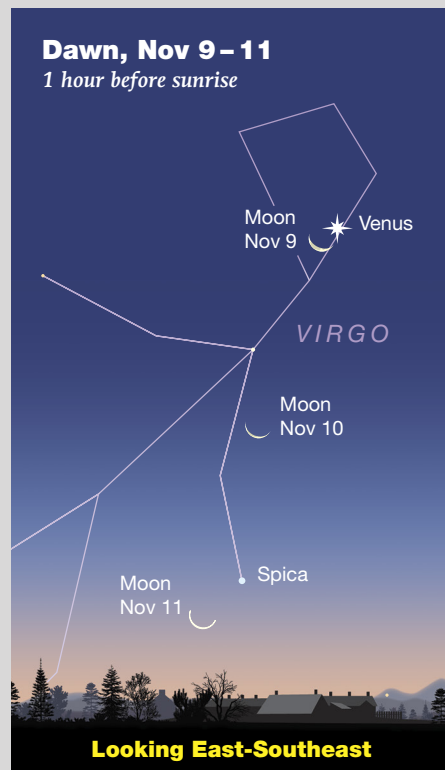 Dawn, Nov 9–11
1 hour before sunrise
Moon
Nov 9
Venus
VIRGO
Moon
Nov 10
Spica
Moon
Nov 11
Looking East-Southeast